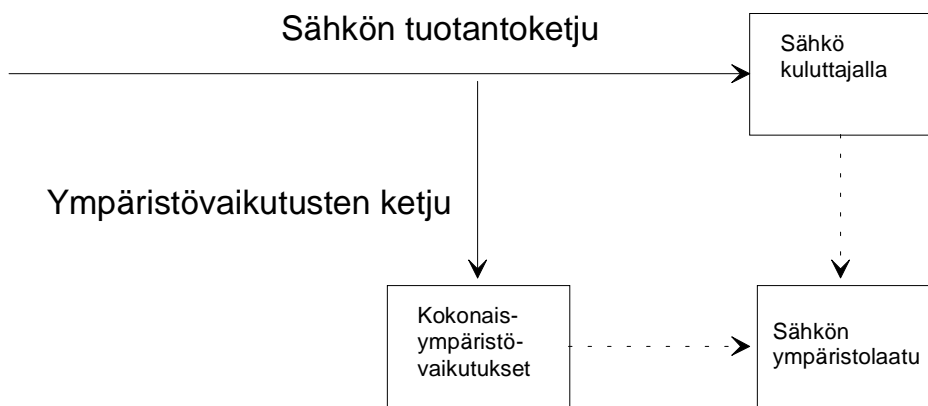 Sähkön tuotantoketju
Sähkö
kuluttajalla
Ympäristövaikutusten ketju
Kokonais-
ympäristö-
vaikutukset
Sähkön
ympäristolaatu